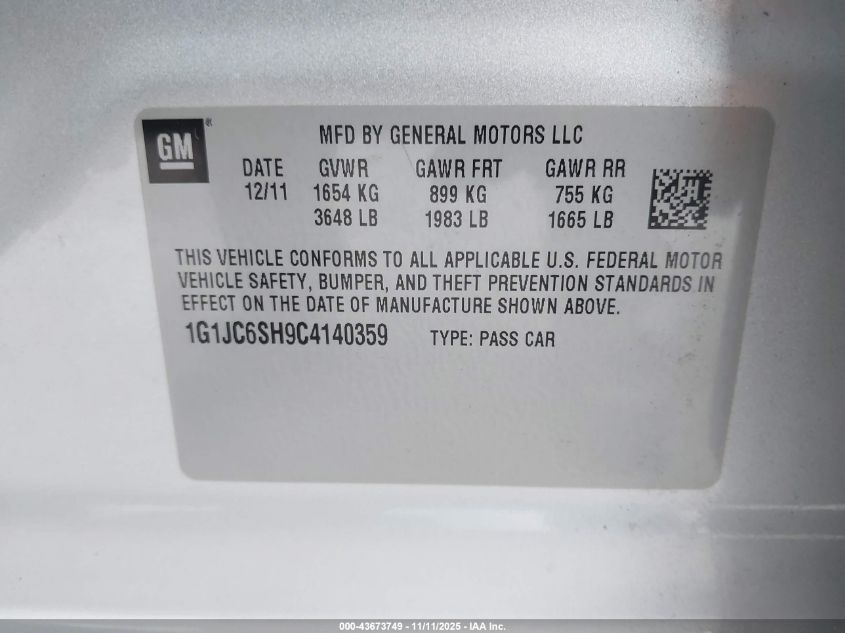 GM®
MFD BY GENERAL MOTORS LLC
DATE GVWR GAWR FRT GAWR RR
12/11 1654 KG 899 KG 755 KG
3648 LB 1983 LB 1665 LB
THIS VEHICLE CONFORMS TO ALL APPLICABLE U.S. FEDERAL MOTOR
VEHICLE SAFETY, BUMPER, AND THEFT PREVENTION STANDARDS IN
EFFECT ON THE DATE OF MANUFACTURE SHOWN ABOVE.
1G1JC6SH9C4140359 TYPE: PASS CAR
000-43673749 - 11/11/2025 - IAA Inc.